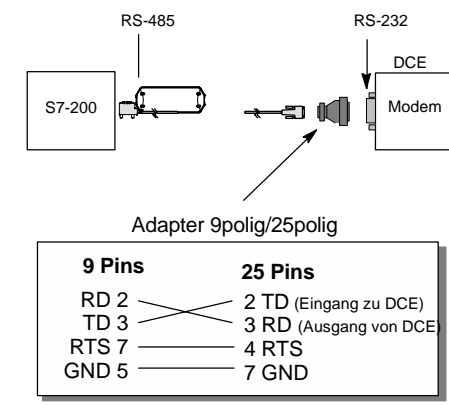 RS-485 RS-232
DCE
S7-200 Modem
Adapter 9polig/25polig
9 Pins 25 Pins
RD 2 2 TD (Eingang zu DCE)
TD 3 3 RD (Ausgang von DCE)
RTS 7 4 RTS
GND 5 7 GND